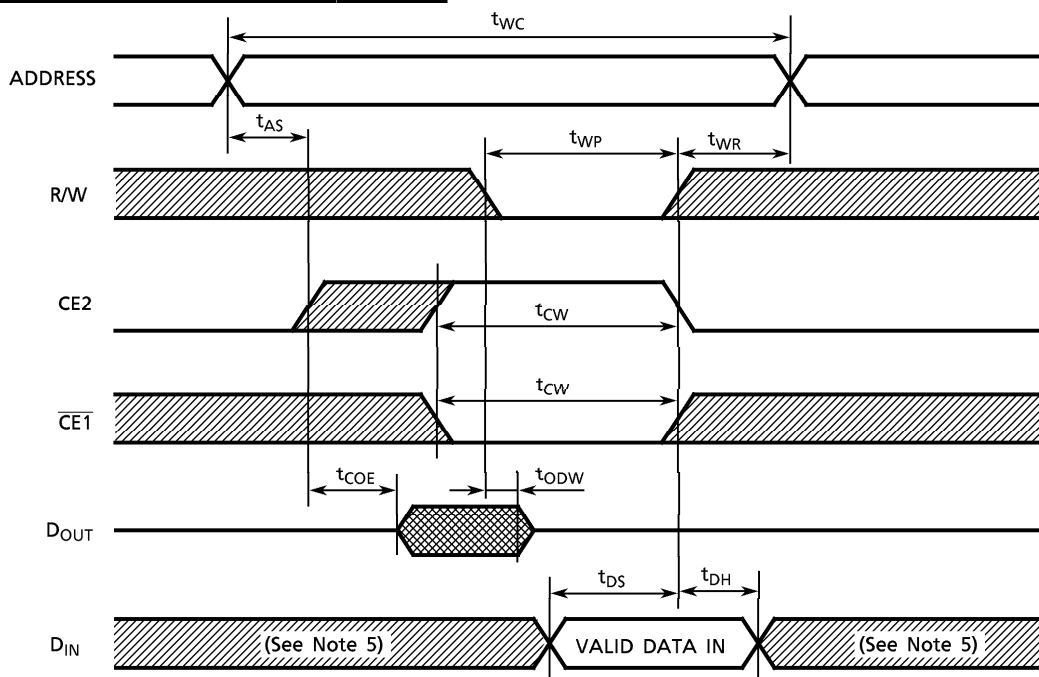 tWC
ADDRESS
tAS
tWP
tWR
R/W
CE2
tCW
tCW
CE1
tCOE
tODW
DOUT
tDS
tDH
DIN
(See Note 5)
VALID DATA IN
(See Note 5)